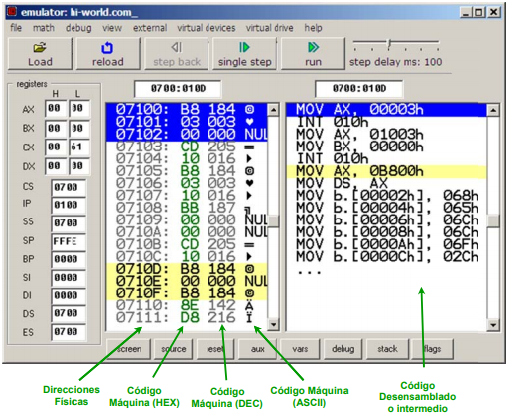 emulator: hi-world.com_
file math debug view external virtual devices virtual drive help
Load reload step back single step run step delay ms: 100
registers
H L
AX 00
BX 00
CX 00
DX 00
CS 0700
IP 0100
SS 0700
SP FFFE
BP 0000
SI 0000
DI 0000
DS 0700
ES 0700
0700:010D
07100: B8 184
07101: 03 003 ♥
07102: 00 000 NUL
07103: CD 205 =
07104: 10 016 ►
07105: B8 184
07106: 03 003 ♥
07107: 10 016 ►
07108: BB 187 ╗
07109: 00 000 NUL
0710A: 00 000 NUL
0710B: CD 205 =
0710C: 10 016 ►
0710D: B8 184
0710E: 00 000 NUL
0710F: B8 184
07110: 8E 142 Ä
07111: D8 216 Ï
0700:010D
MOV AX, 00003h
INT 010h
MOV AX, 01003h
MOV BX, 00000h
INT 010h
MOV AX, 0B800h
MOV DS, AX
MOV b.[00002h], 068h
MOV b.[00004h], 065h
MOV b.[00006h], 06Ch
MOV b.[00008h], 06Ch
MOV b.[0000Ah], 06Fh
MOV b.[0000Ch], 02Ch
...
screen source eset aux vars debug stack flags
Direcciones
Físicas
Código
Máquina (HEX)
Código
Máquina (DEC)
Código Máquina
(ASCII)
Código
Desensamblado
o intermedio